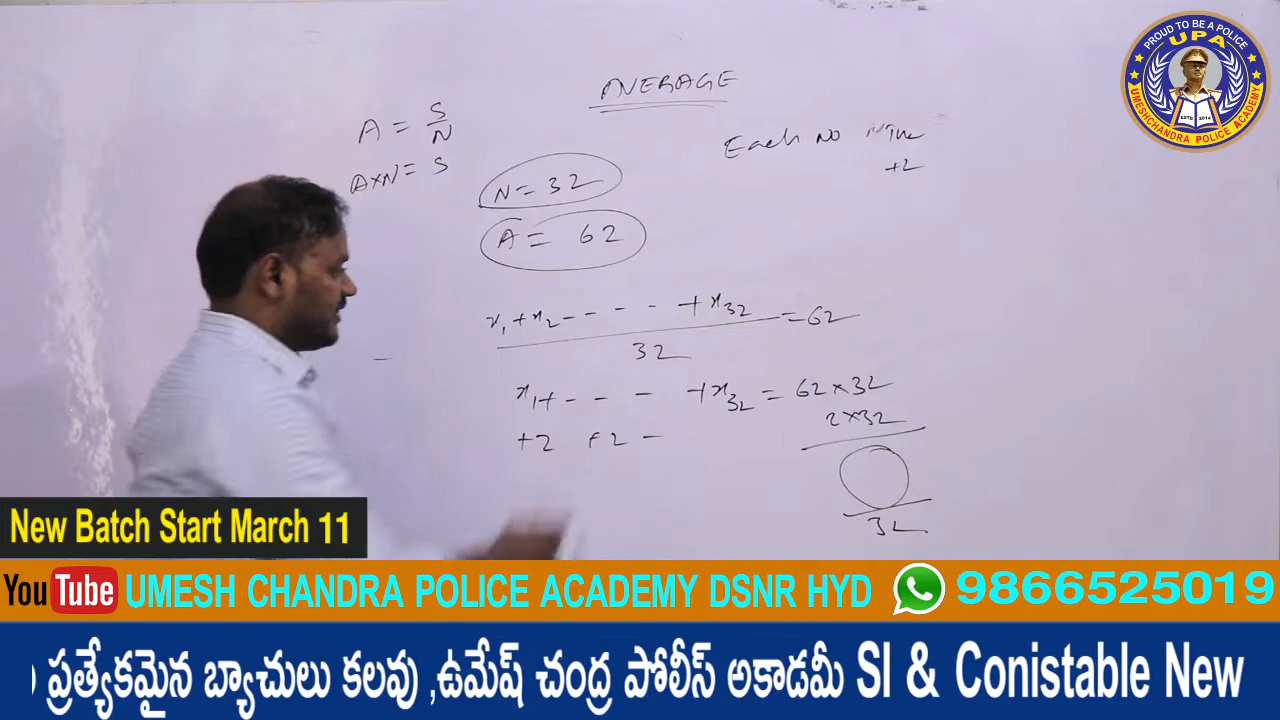 PROUD TO BE A POLICE
UPA
ESTD 2014
UMESHCHANDRA POLICE ACADEMY
AVERAGE
A = S/N
A×N = S
Each No
+2
N = 32
A = 62
x₁ + x₂ - - - - + x₃₂ = 62
32
x₁ + - - - + x₃₂ = 62×32
2×32
+2 +2 -
32
New Batch Start March 11
YouTube UMESH CHANDRA POLICE ACADEMY DSNR HYD 9866525019
ప్రత్యేకమైన బ్యాచులు కలవు ,ఉమేష్ చంద్ర పోలీస్ అకాడమీ SI & Conistable New